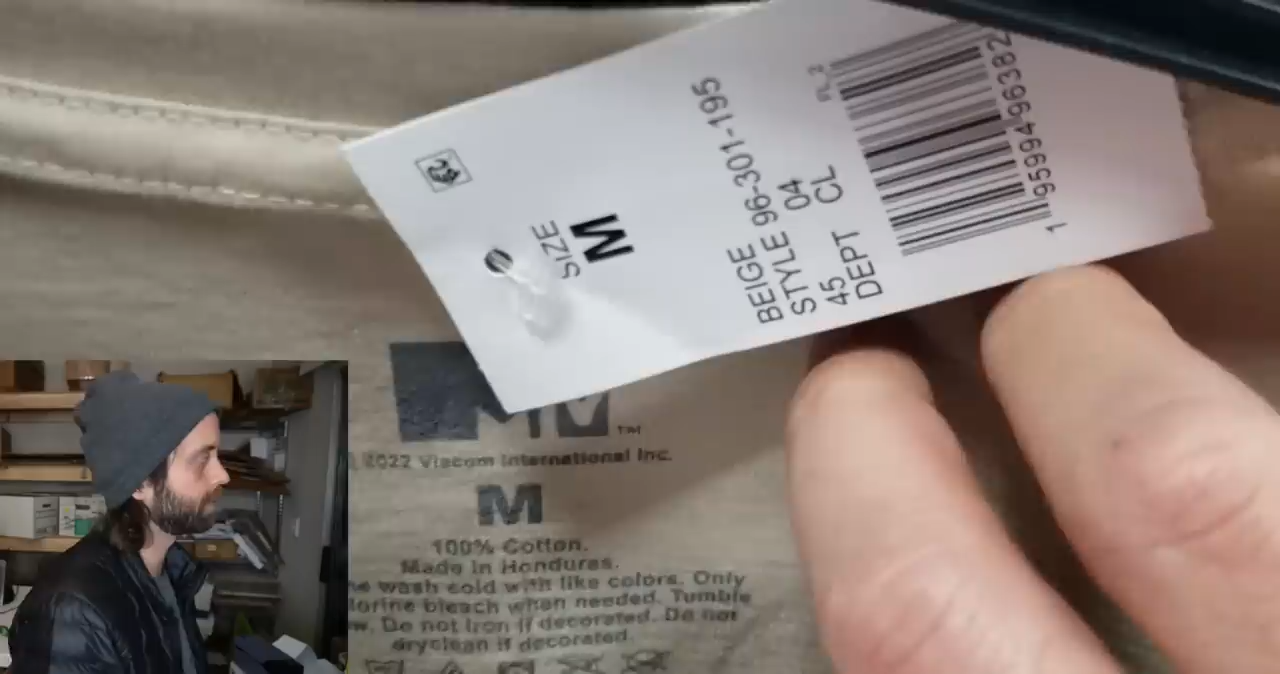 SIZE
M
BEIGE
STYLE 96-301-195
45 04
DEPT CL
1 95994 96382
TM
2022 Viacom International Inc.
M
100% Cotton.
Made in Honduras.
wash cold with like colors. Only
bleach when needed. Tumble
Do not iron if decorated. Do not
dryclean if decorated.